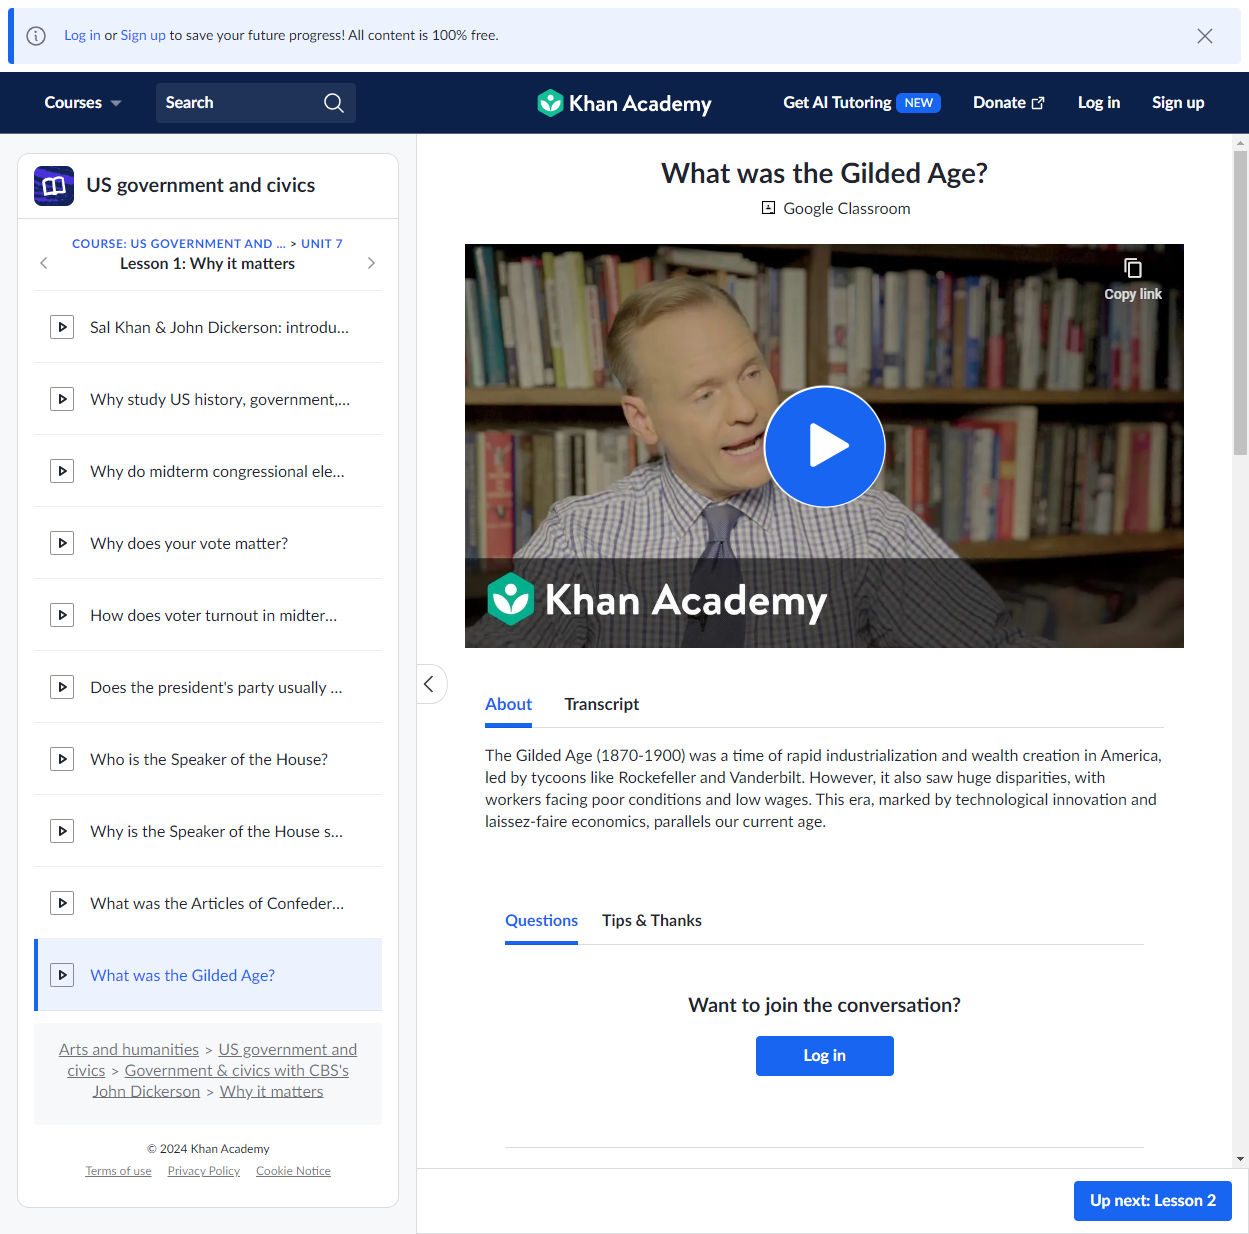 Log in or Sign up to save your future progress! All content is 100% free.
Courses
Search
Khan Academy
Get AI Tutoring NEW
Donate
Log in
Sign up
US government and civics
COURSE: US GOVERNMENT AND ... > UNIT 7
Lesson 1: Why it matters
Sal Khan & John Dickerson: introdu...
Why study US history, government,...
Why do midterm congressional ele...
Why does your vote matter?
How does voter turnout in midter...
Does the president's party usually ...
Who is the Speaker of the House?
Why is the Speaker of the House s...
What was the Articles of Confeder...
What was the Gilded Age?
Arts and humanities > US government and
civics > Government & civics with CBS's
John Dickerson > Why it matters
© 2024 Khan Academy
Terms of use Privacy Policy Cookie Notice
What was the Gilded Age?
Google Classroom
Copy link
Khan Academy
About Transcript
The Gilded Age (1870-1900) was a time of rapid industrialization and wealth creation in America,
led by tycoons like Rockefeller and Vanderbilt. However, it also saw huge disparities, with
workers facing poor conditions and low wages. This era, marked by technological innovation and
laissez-faire economics, parallels our current age.
Questions Tips & Thanks
Want to join the conversation?
Log in
Up next: Lesson 2